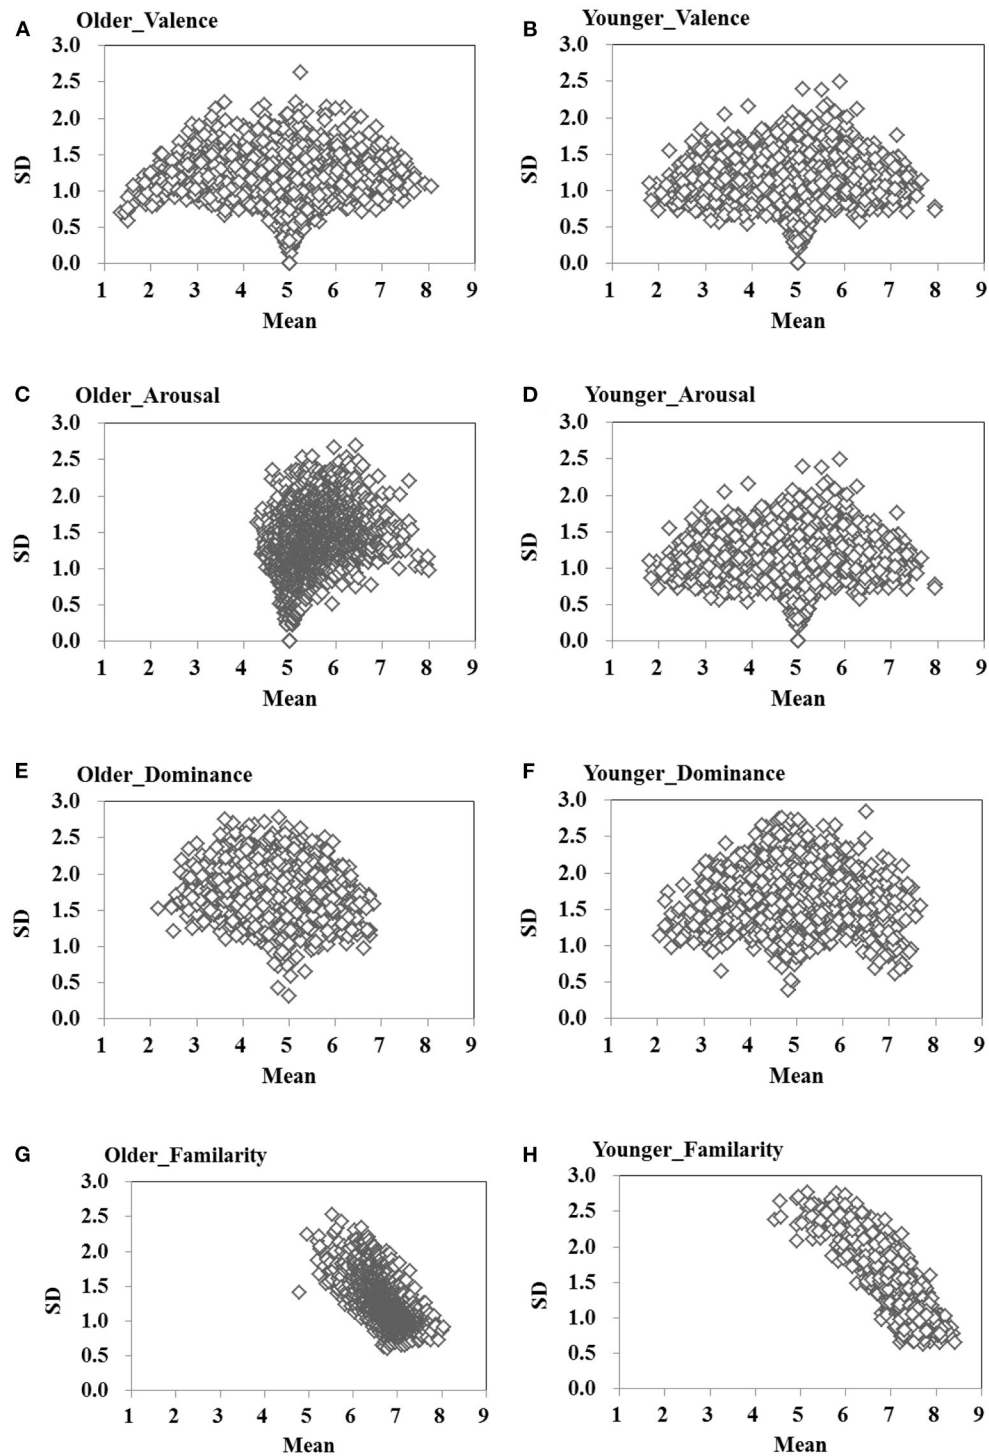 A Older_Valence
3.0
2.5
2.0
1.5
1.0
0.5
0.0
SD
1 2 3 4 5 6 7 8 9
Mean
B Younger_Valence
3.0
2.5
2.0
1.5
1.0
0.5
0.0
SD
1 2 3 4 5 6 7 8 9
Mean
C Older_Arousal
3.0
2.5
2.0
1.5
1.0
0.5
0.0
SD
1 2 3 4 5 6 7 8 9
Mean
D Younger_Arousal
3.0
2.5
2.0
1.5
1.0
0.5
0.0
SD
1 2 3 4 5 6 7 8 9
Mean
E Older_Dominance
3.0
2.5
2.0
1.5
1.0
0.5
0.0
SD
1 2 3 4 5 6 7 8 9
Mean
F Younger_Dominance
3.0
2.5
2.0
1.5
1.0
0.5
0.0
SD
1 2 3 4 5 6 7 8 9
Mean
G Older_Familarity
3.0
2.5
2.0
1.5
1.0
0.5
0.0
SD
1 2 3 4 5 6 7 8 9
Mean
H Younger_Familarity
3.0
2.5
2.0
1.5
1.0
0.5
0.0
SD
1 2 3 4 5 6 7 8 9
Mean